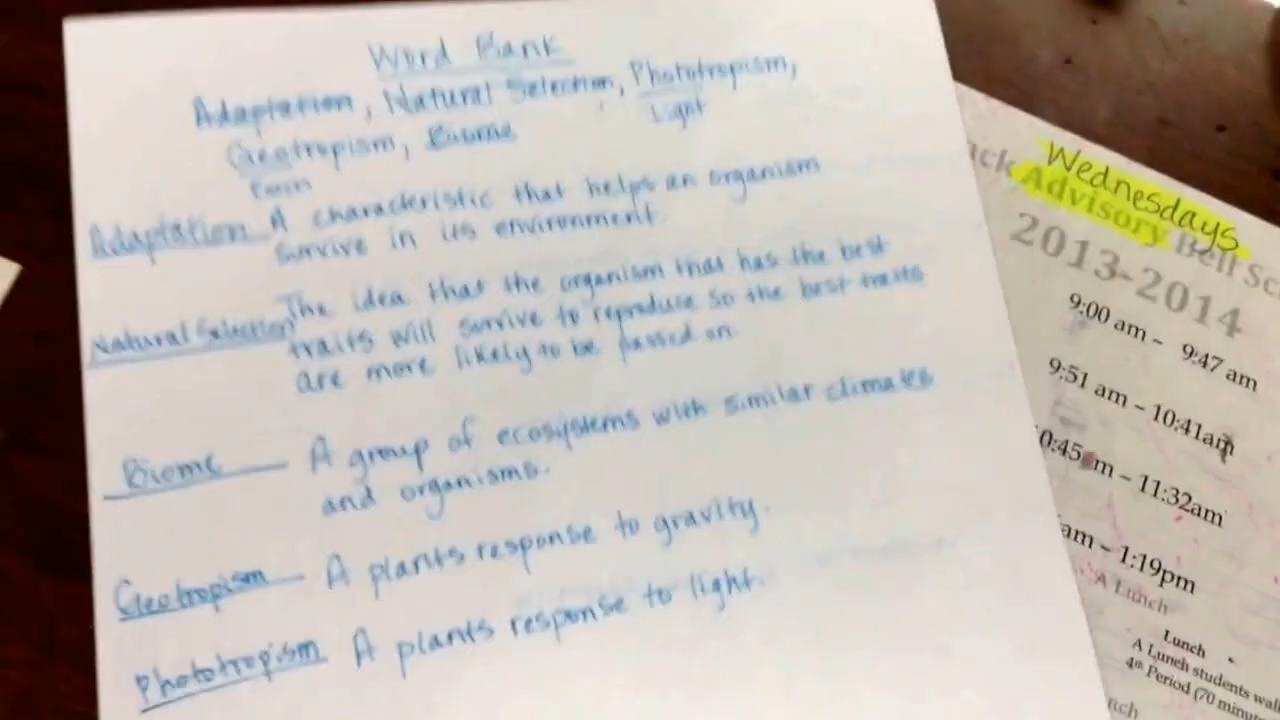 Word Bank
Adaptation, Natural Selection, Phototropism,
Light
Geotropism, Biome
Adaptation A characteristic that helps an organism
survive in its environment
Natural Selection The idea that the organism that has the best
traits will survive to reproduce so the best traits
are more likely to be passed on
Biome A group of ecosystems with similar climates
and organisms.
Geotropism A plants response to gravity.
Phototropism A plants response to light.
Wednesdays
Advisory Bell
2013-2014
9:00 am - 9:47 am
9:51 am - 10:41am
0:45 m - 11:32am
am - 1:19pm
A Lunch
Lunch
A Lunch students
4th Period (70